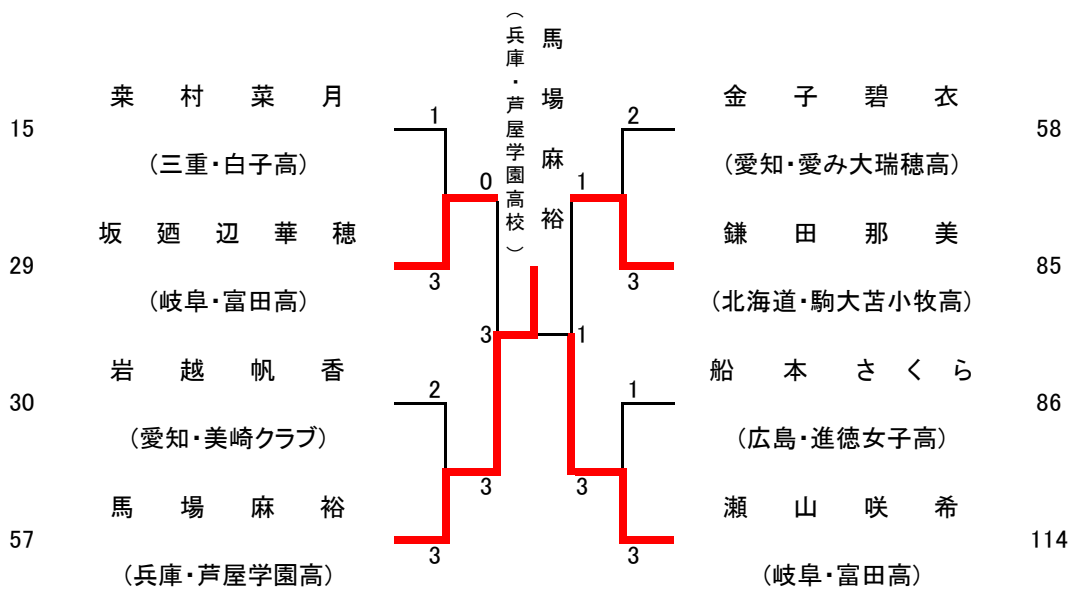 馬場麻裕
（兵庫・芦屋学園高校）
15
桒村菜月
（三重・白子高）
1
29
坂廼辺華穂
（岐阜・富田高）
3
0
30
岩越帆香
（愛知・美崎クラブ）
2
57
馬場麻裕
（兵庫・芦屋学園高）
3
3
3
1
2
金子碧衣
（愛知・愛み大瑞穂高）
58
1
3
鎌田那美
（北海道・駒大苫小牧高）
85
1
船本さくら
（広島・進徳女子高）
86
3
3
瀬山咲希
（岐阜・富田高）
114